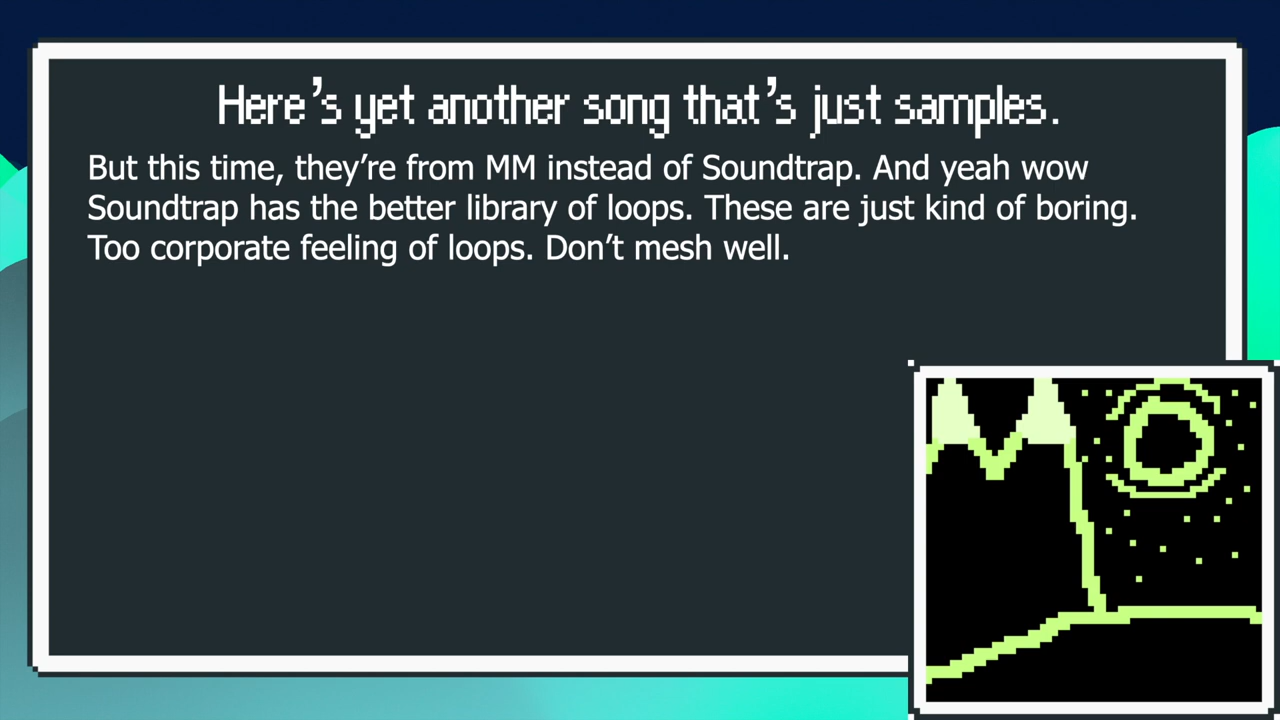 Here’s yet another song that’s just samples.
But this time, they’re from MM instead of Soundtrap. And yeah wow
Soundtrap has the better library of loops. These are just kind of boring.
Too corporate feeling of loops. Don’t mesh well.